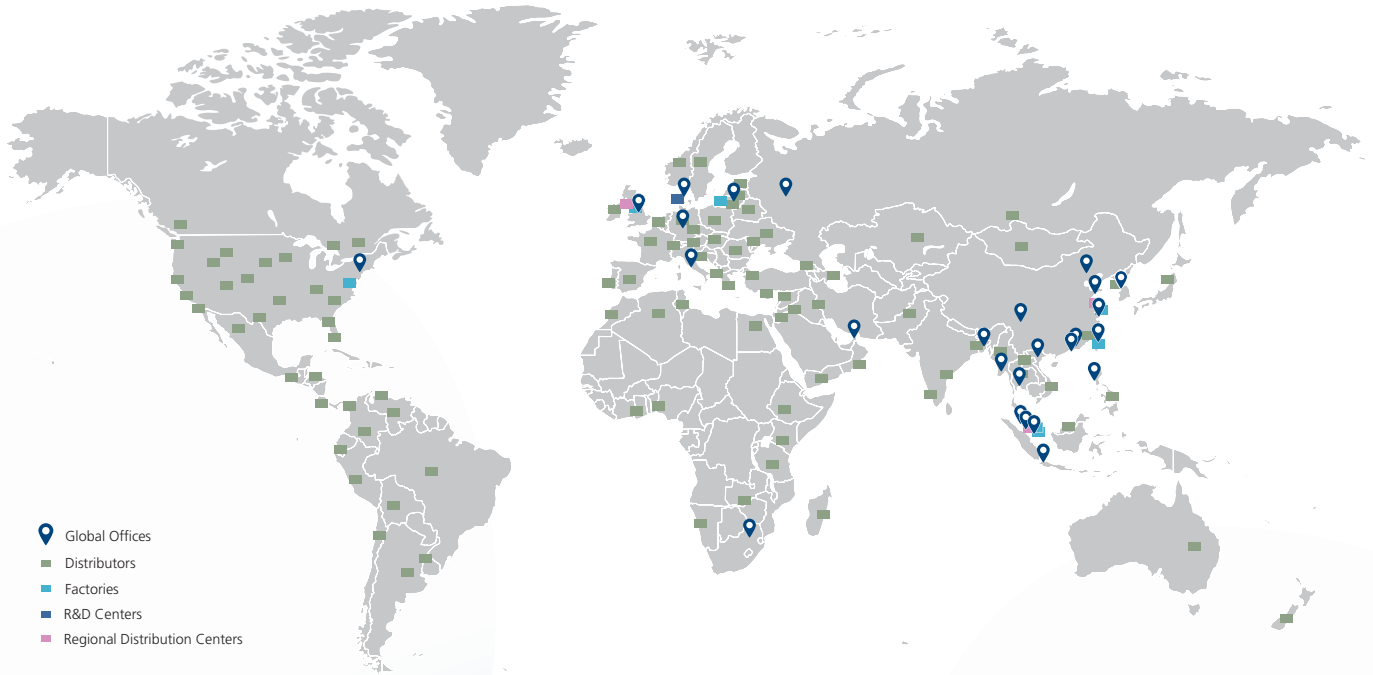 Global Offices
Distributors
Factories
R&D Centers
Regional Distribution Centers